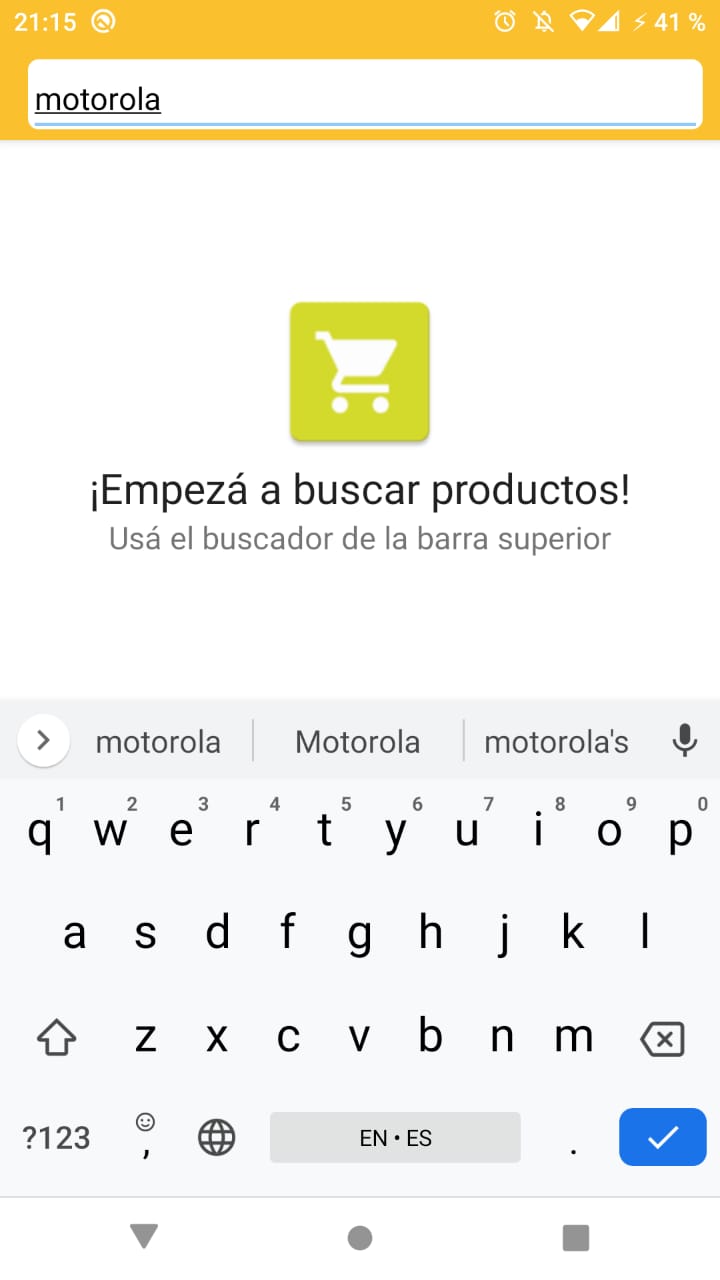 21:15 41 %
motorola
¡Empezá a buscar productos!
Usá el buscador de la barra superior
motorola Motorola motorola's
1 2 3 4 5 6 7 8 9 0
q w e r t y u i o p
a s d f g h j k l
z x c v b n m
?123 , EN • ES .